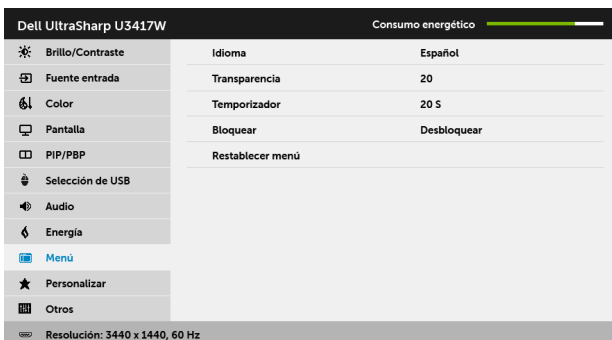 Dell UltraSharp U3417W Consumo energético
Brillo/Contraste Idioma Español
Fuente entrada Transparencia 20
Color Temporizador 20 S
Pantalla Bloquear Desbloquear
PIP/PBP Restablecer menú
Selección de USB
Audio
Energía
Menú
Personalizar
Otros
Resolución: 3440 x 1440, 60 Hz